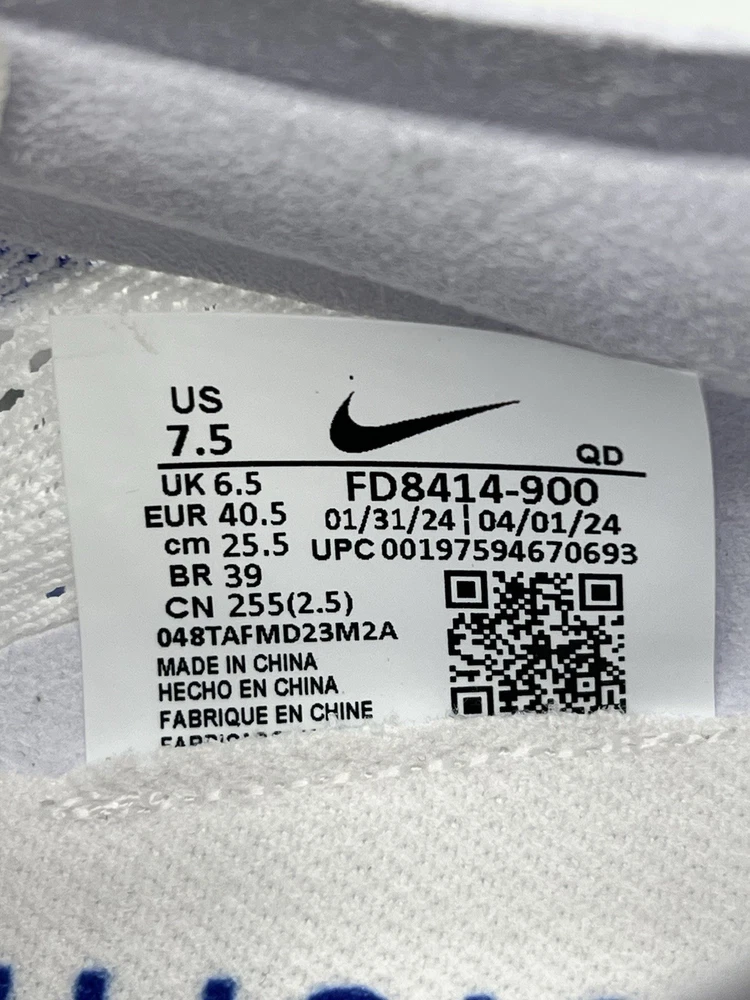 US
7.5
QD
UK 6.5
FD8414-900
EUR 40.5
01/31/24 | 04/01/24
cm 25.5
UPC 00197594670693
BR 39
CN 255(2.5)
048TAFMD23M2A
MADE IN CHINA
HECHO EN CHINA
FABRIQUE EN CHINE